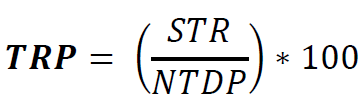 TRP = (STR/NTDP) * 100